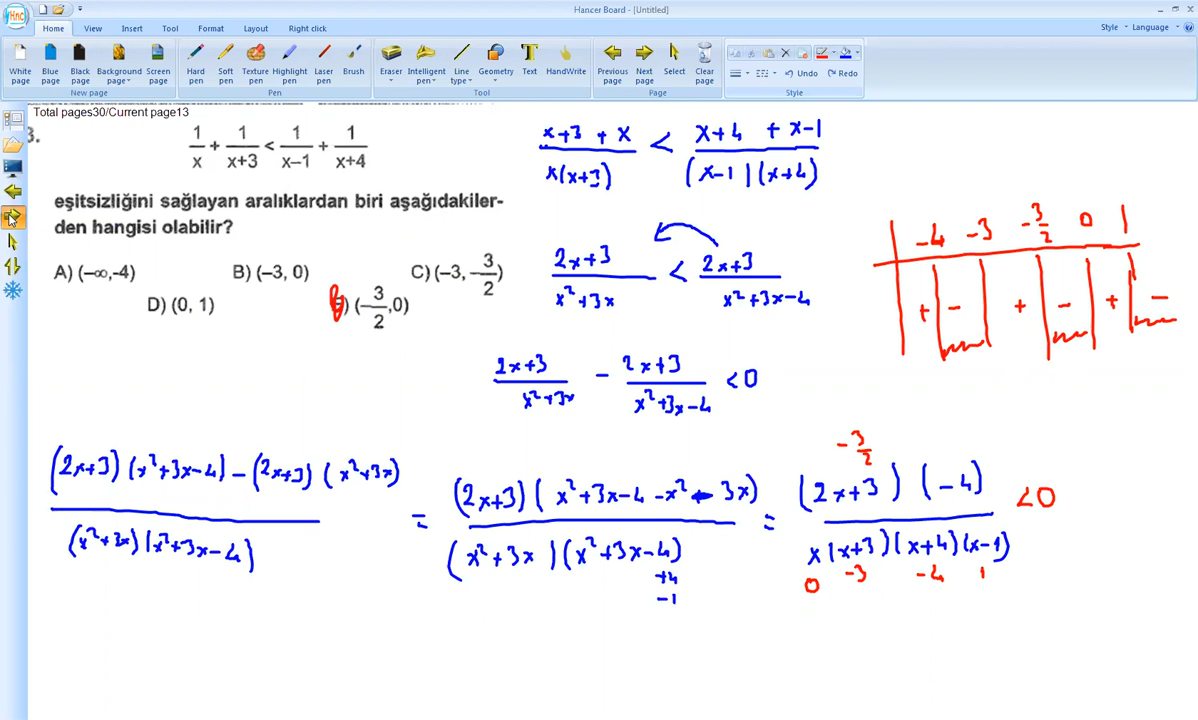 Hancer Board - [Untitled]
Home View Insert Tool Format Layout Right click
Style Language
White page Blue page Black page Background page Screen page
New page
Hard pen Soft pen Texture pen Highlight pen Laser pen Brush
Pen
Eraser Intelligent pen Line type Geometry Text HandWrite
Tool
Previous page Next page Select Clear page
Page
Undo Redo
Style
Total pages30/Current page13
3.
1/x + 1/(x+3) < 1/(x–1) + 1/(x+4)
eşitsizliğini sağlayan aralıklardan biri aşağıdakiler-
den hangisi olabilir?
A) (–∞,-4) B) (–3, 0) C) (–3, -3/2)
D) (0, 1) E) (-3/2,0)
(x+3 + x)/(x(x+3)) < (x+4 + x-1)/((x-1)(x+4))
(2x+3)/(x²+3x) < (2x+3)/(x²+3x-4)
(2x+3)/(x²+3x) - (2x+3)/(x²+3x-4) <0
-4 -3 -3/2 0 1
+ - + - + -
((2x+3)(x²+3x-4) - (2x+3)(x²+3x))/((x²+3x)(x²+3x-4))
= ((2x+3)(x²+3x-4-x²-3x))/((x²+3x)(x²+3x-4))
+4
-1
-3/2
= ((2x+3)(-4))/(x(x+3)(x+4)(x-1)) <0
0 -3 -4 1